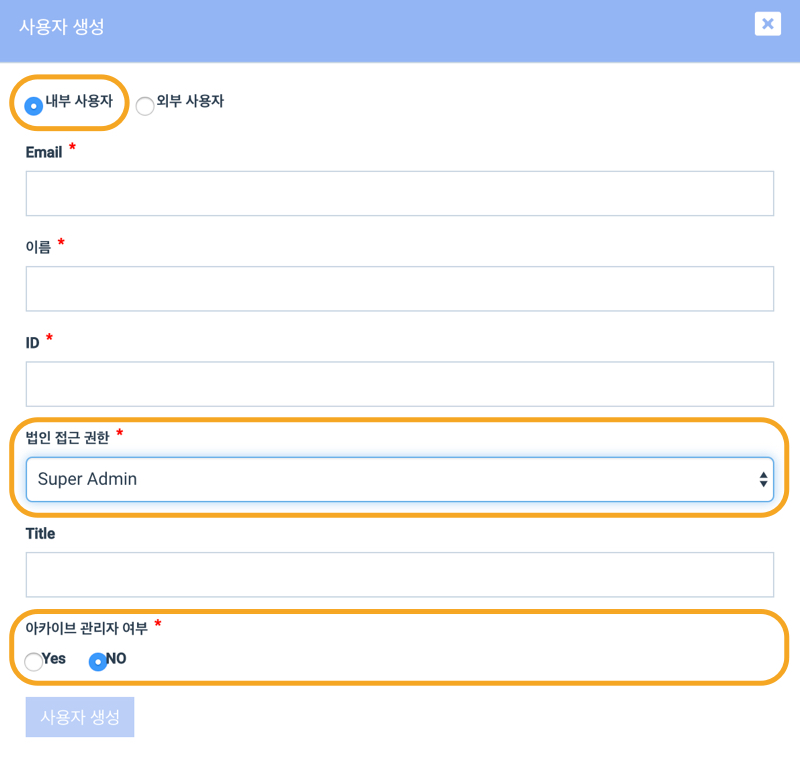 사용자 생성
내부 사용자 외부 사용자
Email *
이름 *
ID *
법인 접근 권한 *
Super Admin
Title
아카이브 관리자 여부 *
Yes NO
사용자 생성